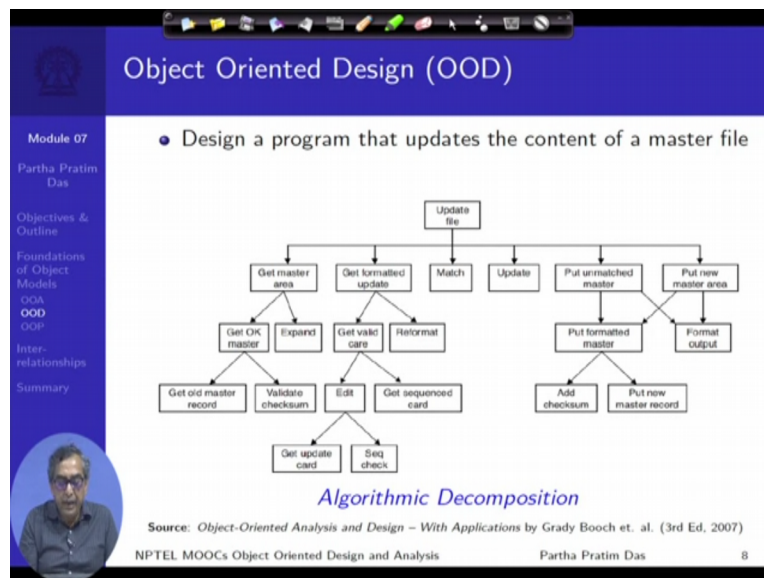 Object Oriented Design (OOD)
Module 07
Partha Pratim
Das
Objectives &
Outline
Foundations
of Object
Models
OOA
OOD
OOP
Inter-
relationships
Summary
Design a program that updates the content of a master file
Update
file
Get master
area
Get formatted
update
Match
Update
Put unmatched
master
Put new
master area
Get OK
master
Expand
Get valid
care
Reformat
Put formatted
master
Format
output
Get old master
record
Validate
checksum
Edit
Get sequenced
card
Add
checksum
Put new
master record
Get update
card
Seq
check
Algorithmic Decomposition
Source: Object-Oriented Analysis and Design – With Applications by Grady Booch et. al. (3rd Ed, 2007)
NPTEL MOOCs Object Oriented Design and Analysis Partha Pratim Das 8